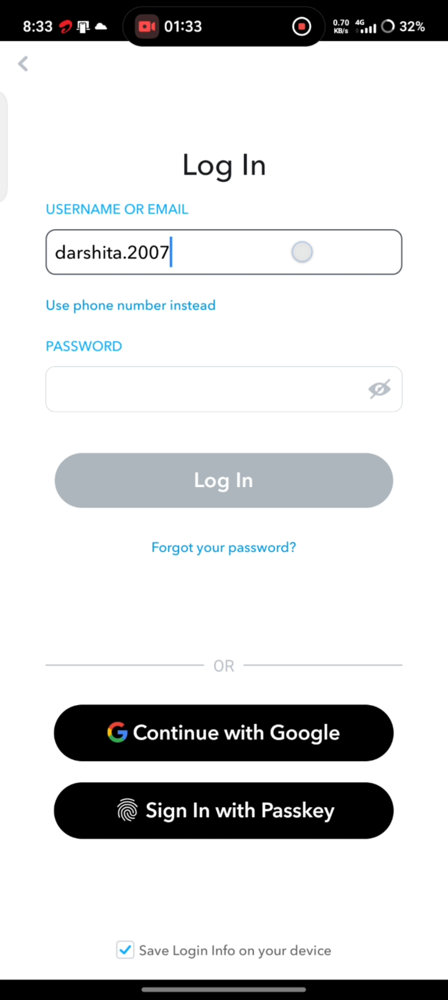 8:33 01:33 0.70 KB/s 4G 32%
Log In
USERNAME OR EMAIL
darshita.2007
Use phone number instead
PASSWORD
Log In
Forgot your password?
OR
Continue with Google
Sign In with Passkey
Save Login Info on your device